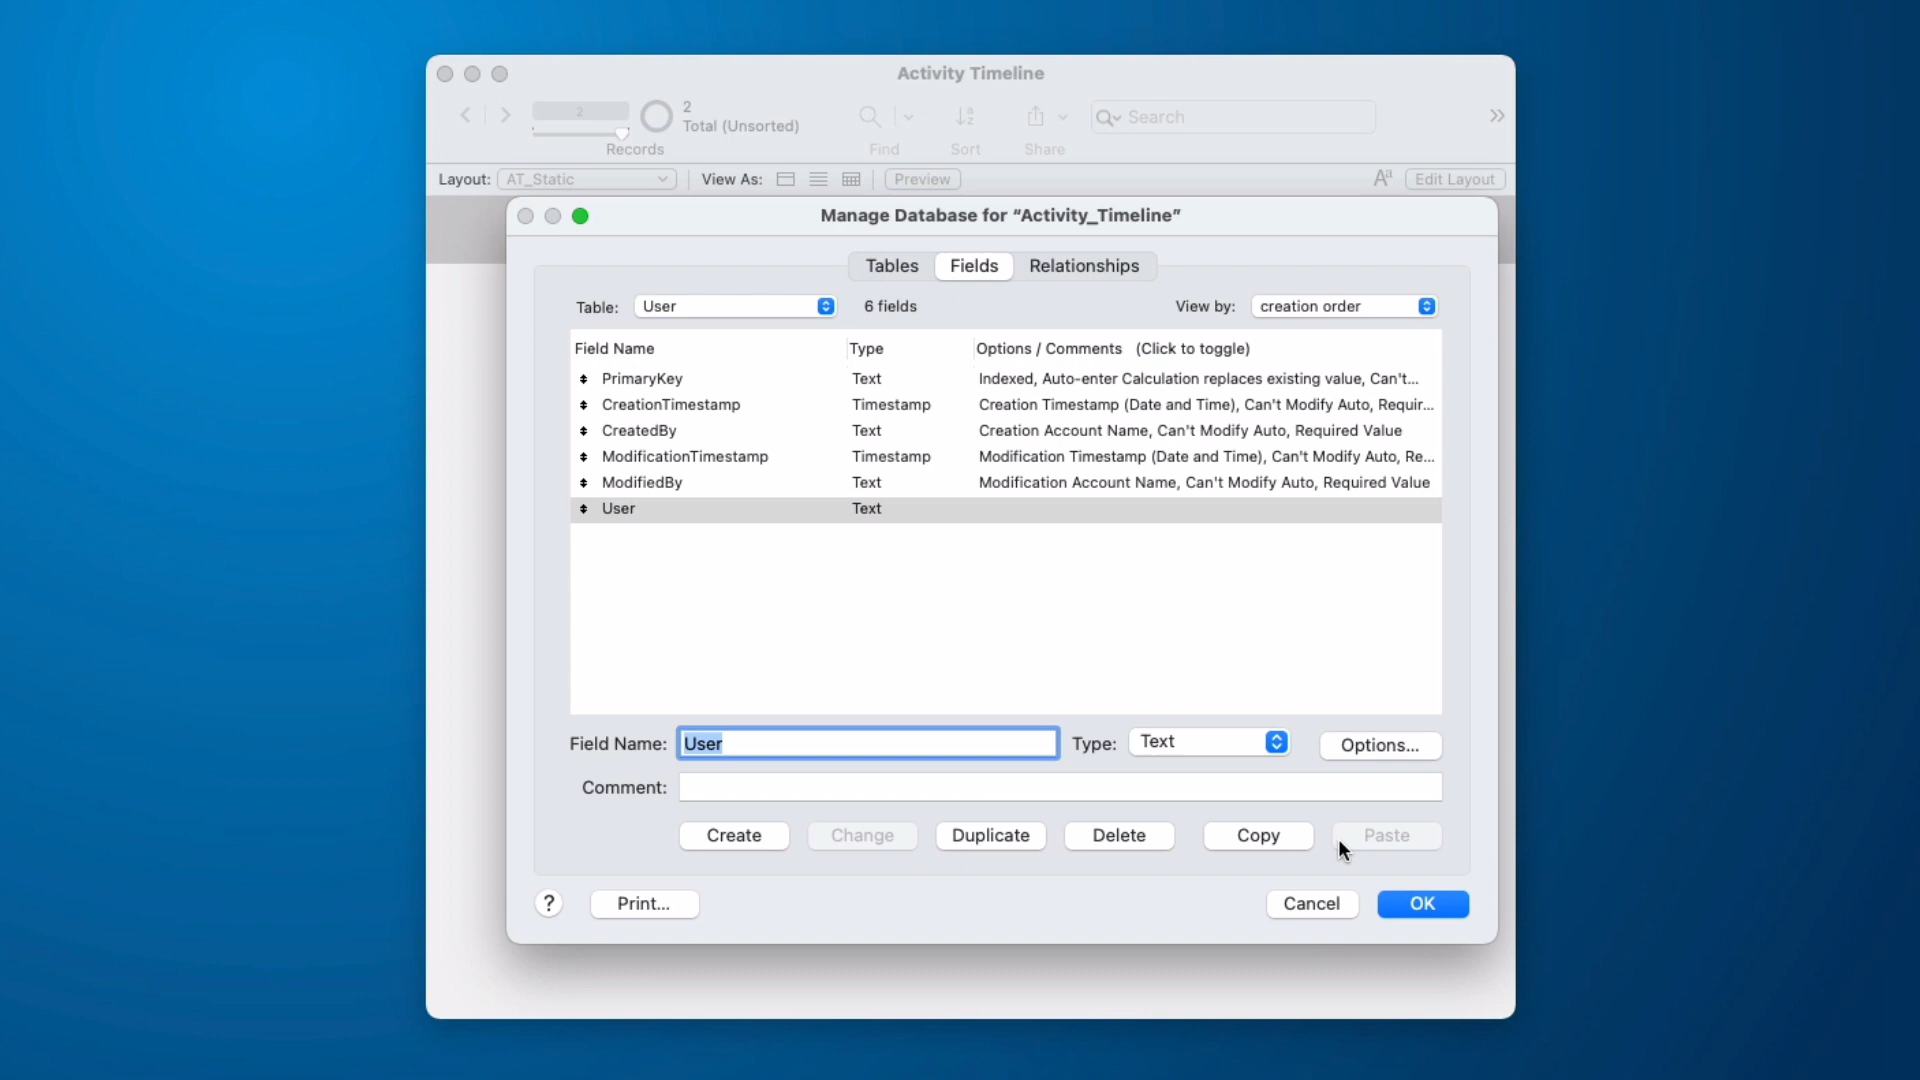 Activity Timeline
2
2
Total (Unsorted)
Search
Records
Find
Sort
Share
Layout: AT_Static
View As:
Preview
Aa
Edit Layout
Manage Database for “Activity_Timeline”
Tables Fields Relationships
Table: User 6 fields View by: creation order
Field Name Type Options / Comments (Click to toggle)
PrimaryKey Text Indexed, Auto-enter Calculation replaces existing value, Can't...
CreationTimestamp Timestamp Creation Timestamp (Date and Time), Can't Modify Auto, Requir...
CreatedBy Text Creation Account Name, Can't Modify Auto, Required Value
ModificationTimestamp Timestamp Modification Timestamp (Date and Time), Can't Modify Auto, Re...
ModifiedBy Text Modification Account Name, Can't Modify Auto, Required Value
User Text
Field Name: User Type: Text Options...
Comment:
Create Change Duplicate Delete Copy Paste
? Print... Cancel OK